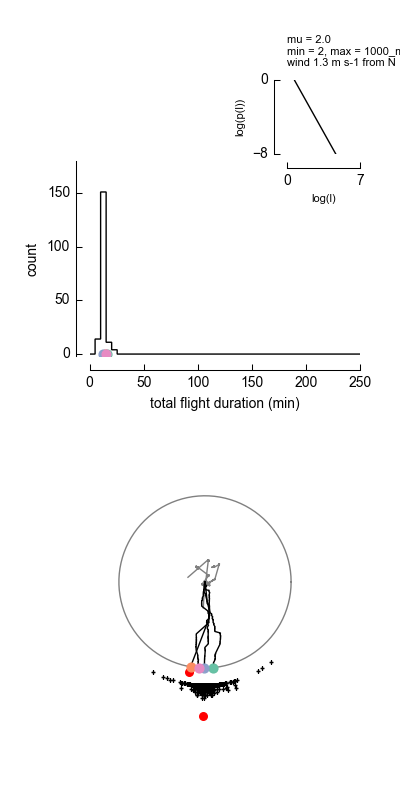 mu = 2.0
min = 2, max = 1000_m
wind 1.3 m s-1 from N
0
log(p(l))
−8
0
7
log(l)
150
100
50
0
count
0
50
100
150
200
250
total flight duration (min)